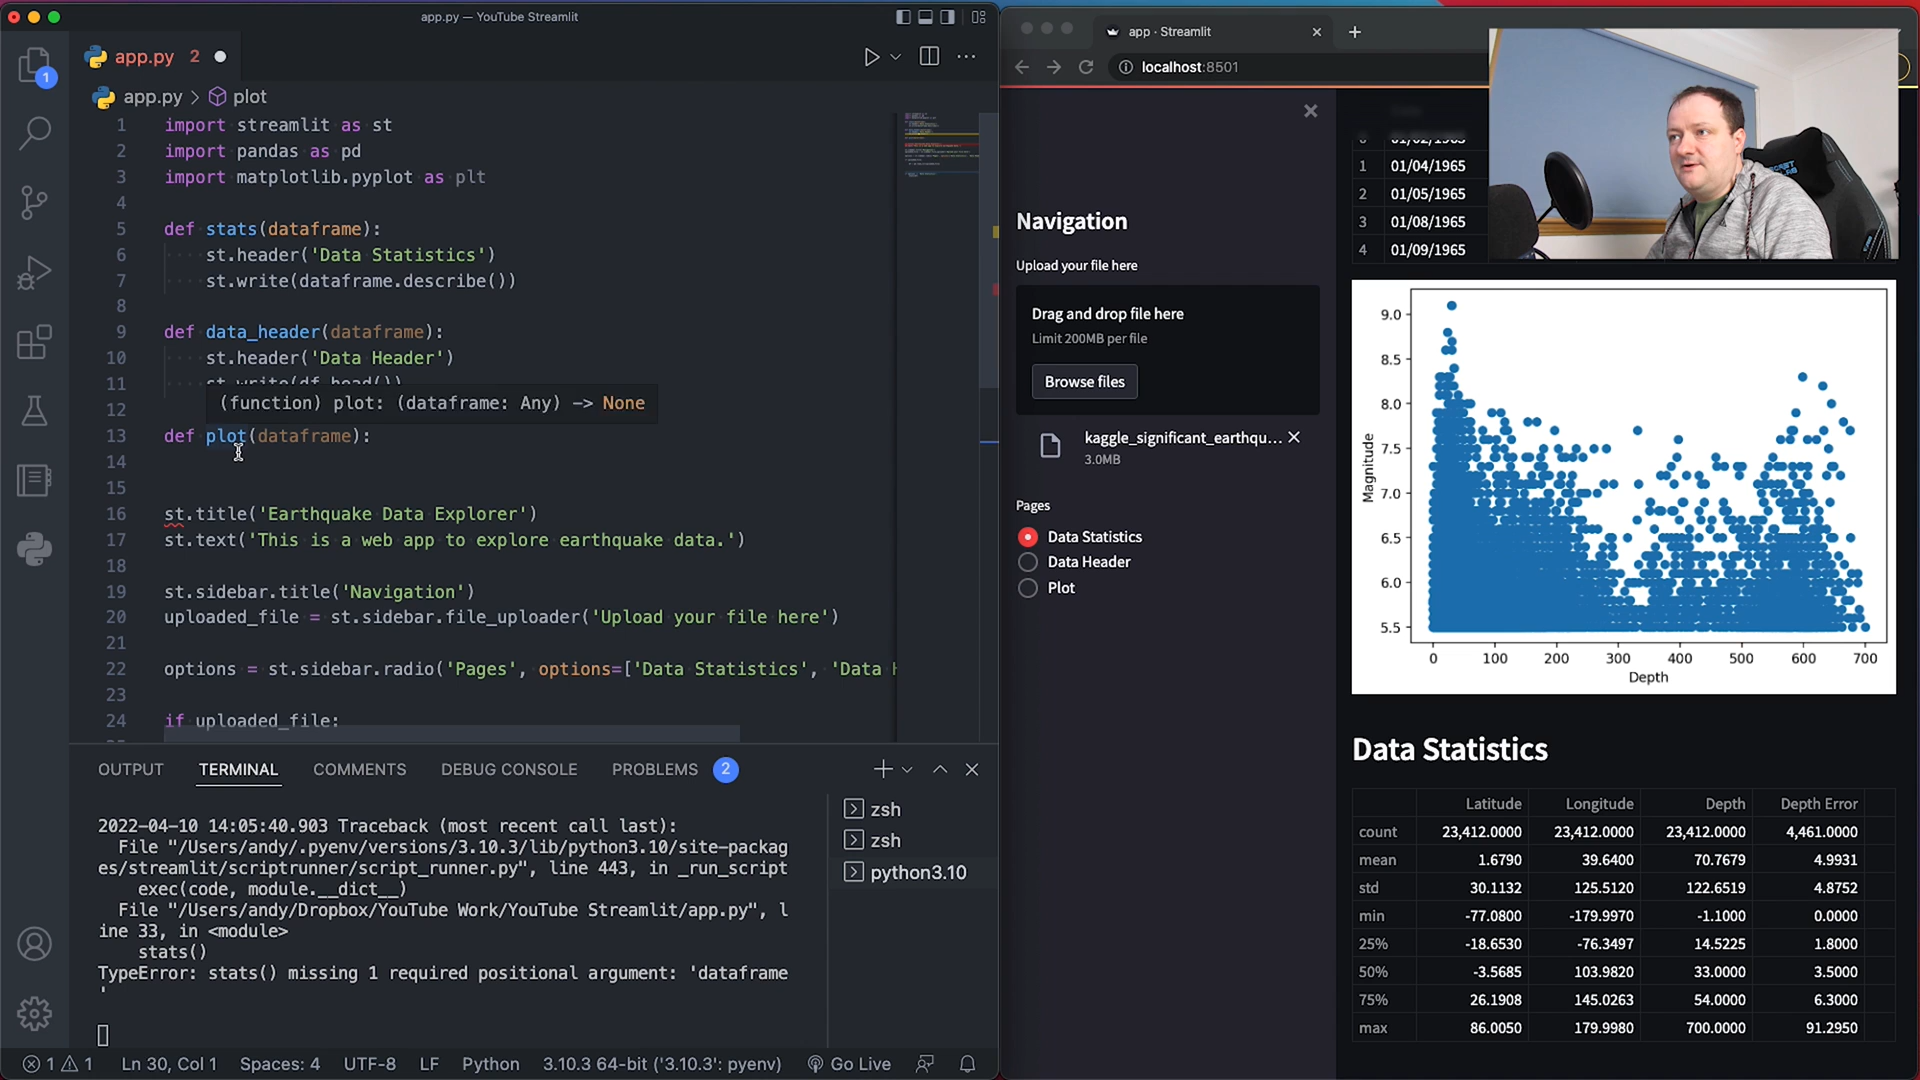 app.py — YouTube Streamlit
app.py 2
app.py > plot
1 import streamlit as st
2 import pandas as pd
3 import matplotlib.pyplot as plt
4
5 def stats(dataframe):
6 st.header('Data Statistics')
7 st.write(dataframe.describe())
8
9 def data_header(dataframe):
10 st.header('Data Header')
11 st.write(df.head())
12
(function) plot: (dataframe: Any) -> None
13 def plot(dataframe):
14
15
16 st.title('Earthquake Data Explorer')
17 st.text('This is a web app to explore earthquake data.')
18
19 st.sidebar.title('Navigation')
20 uploaded_file = st.sidebar.file_uploader('Upload your file here')
21
22 options = st.sidebar.radio('Pages', options=['Data Statistics', 'Data H
23
24 if uploaded_file:
1
OUTPUT TERMINAL COMMENTS DEBUG CONSOLE PROBLEMS 2
2022-04-10 14:05:40.903 Traceback (most recent call last):
File "/Users/andy/.pyenv/versions/3.10.3/lib/python3.10/site-packag
es/streamlit/scriptrunner/script_runner.py", line 443, in _run_script
exec(code, module.__dict__)
File "/Users/andy/Dropbox/YouTube Work/YouTube Streamlit/app.py", l
ine 33, in <module>
stats()
TypeError: stats() missing 1 required positional argument: 'dataframe
'
zsh
zsh
python3.10
1 1 Ln 30, Col 1 Spaces: 4 UTF-8 LF Python 3.10.3 64-bit ('3.10.3': pyenv) Go Live
app · Streamlit
localhost:8501
Navigation
Upload your file here
Drag and drop file here
Limit 200MB per file
Browse files
kaggle_significant_earthqu...
3.0MB
Pages
Data Statistics
Data Header
Plot
0 01/02/1965
1 01/04/1965
2 01/05/1965
3 01/08/1965
4 01/09/1965
Magnitude
9.0
8.5
8.0
7.5
7.0
6.5
6.0
5.5
0 100 200 300 400 500 600 700
Depth
Data Statistics
Latitude Longitude Depth Depth Error
count 23,412.0000 23,412.0000 23,412.0000 4,461.0000
mean 1.6790 39.6400 70.7679 4.9931
std 30.1132 125.5120 122.6519 4.8752
min -77.0800 -179.9970 -1.1000 0.0000
25% -18.6530 -76.3497 14.5225 1.8000
50% -3.5685 103.9820 33.0000 3.5000
75% 26.1908 145.0263 54.0000 6.3000
max 86.0050 179.9980 700.0000 91.2950